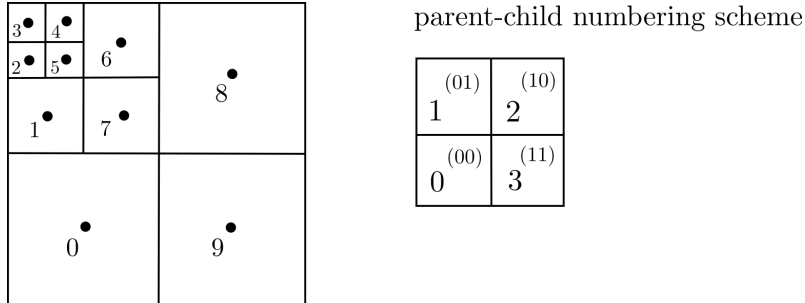 parent-child numbering scheme
3 4
2 5
6
1 7
8
0 9
1 (01) 2 (10)
0 (00) 3 (11)